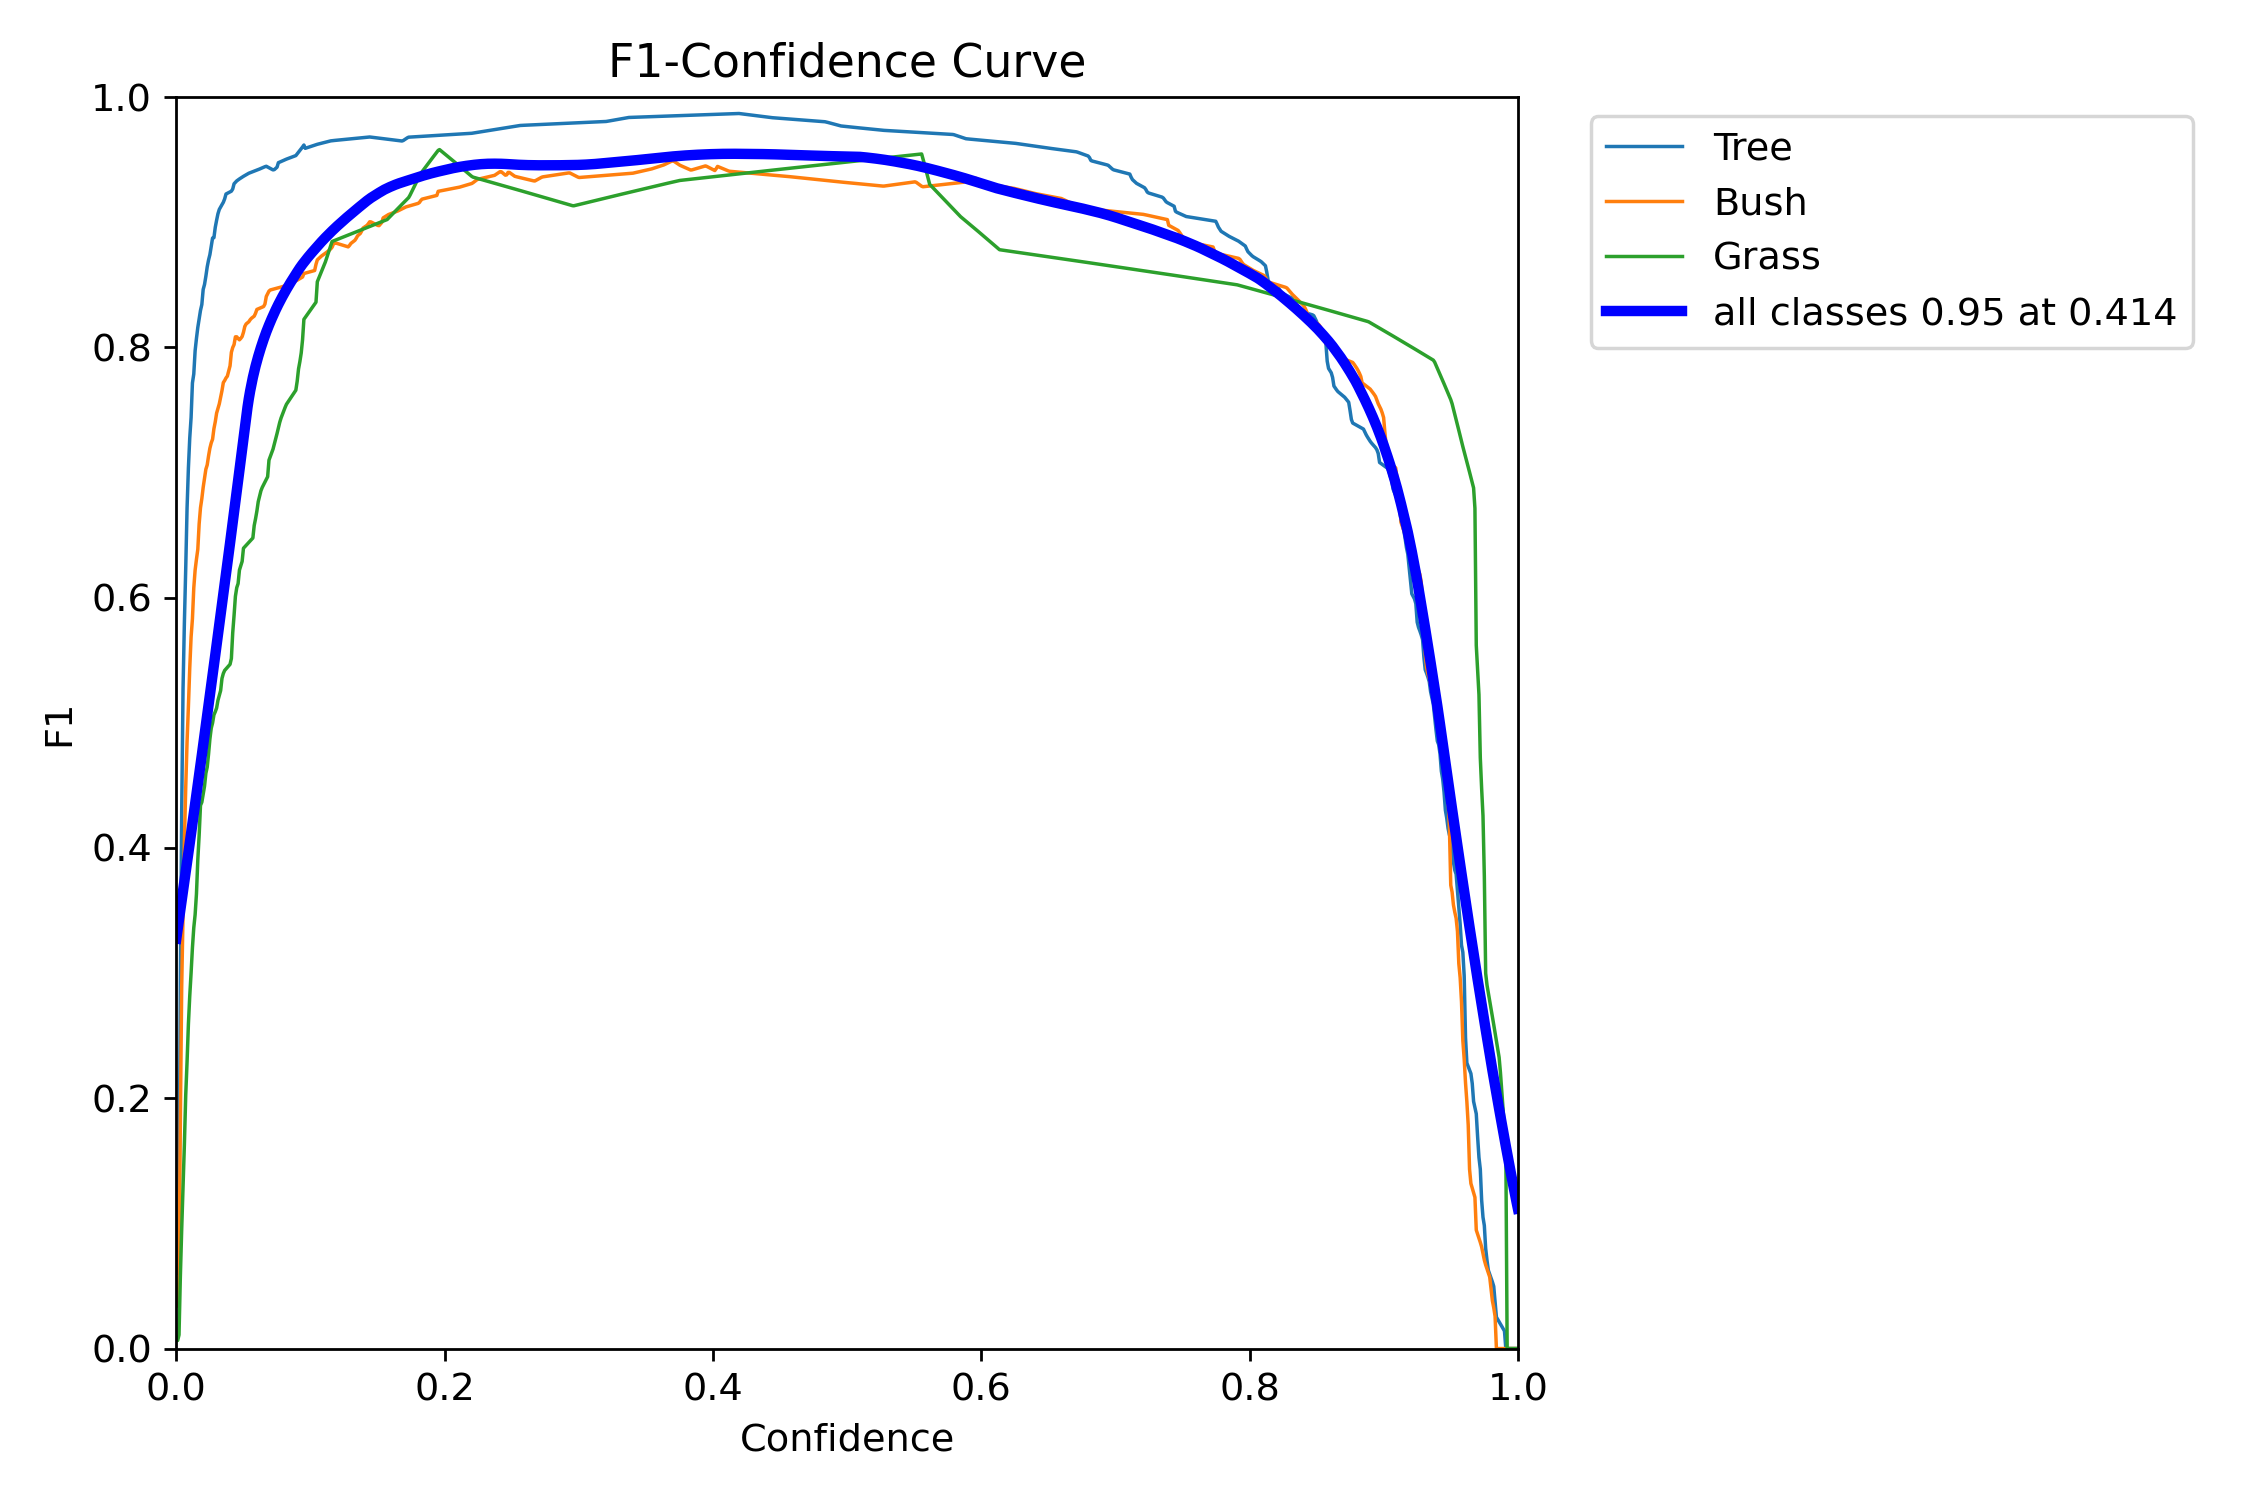 F1-Confidence Curve
1.0
0.8
0.6
0.4
0.2
0.0
F1
0.0 0.2 0.4 0.6 0.8 1.0
Confidence
Tree
Bush
Grass
all classes 0.95 at 0.414